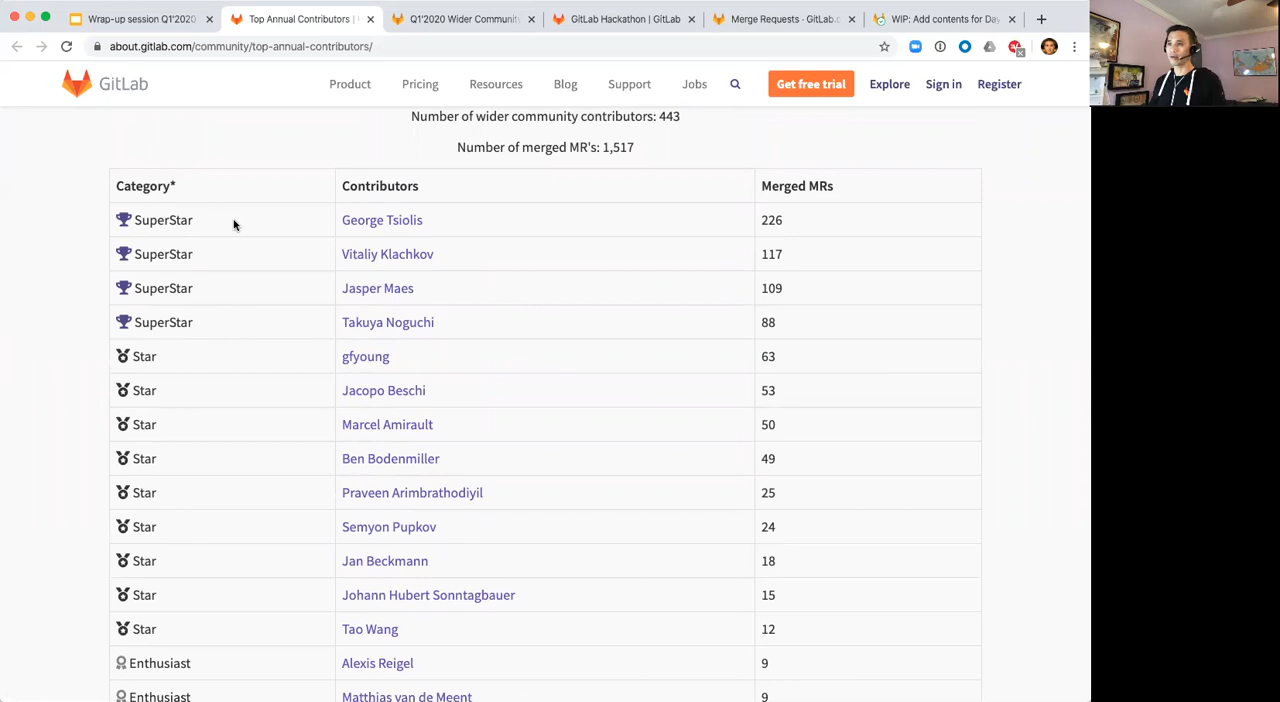 Wrap-up session Q1'2020
Top Annual Contributors |
Q1'2020 Wider Community
GitLab Hackathon | GitLab
Merge Requests · GitLab.c
WIP: Add contents for Day
about.gitlab.com/community/top-annual-contributors/
GitLab
Product
Pricing
Resources
Blog
Support
Jobs
Get free trial
Explore
Sign in
Register
Number of wider community contributors: 443
Number of merged MR's: 1,517
Category* Contributors Merged MRs
SuperStar George Tsiolis 226
SuperStar Vitaliy Klachkov 117
SuperStar Jasper Maes 109
SuperStar Takuya Noguchi 88
Star gfyoung 63
Star Jacopo Beschi 53
Star Marcel Amirault 50
Star Ben Bodenmiller 49
Star Praveen Arimbrathodiyil 25
Star Semyon Pupkov 24
Star Jan Beckmann 18
Star Johann Hubert Sonntagbauer 15
Star Tao Wang 12
Enthusiast Alexis Reigel 9
Enthusiast Matthias van de Meent 9